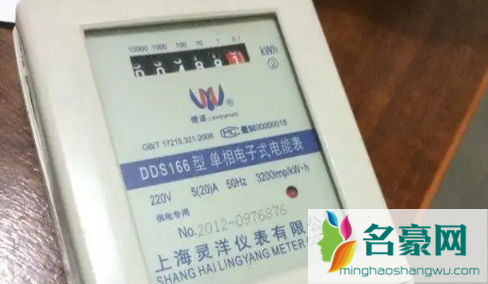 10000 1000 100 10 1 0.1
kWh
②
®
LINGYANG
GB/T 17215.321-2008
DDS166型 单相电子式电能表
220V 5(20)A 50Hz 3200imp/kW·h
供电专用
No.2012-0976876
上海灵洋仪表有限公
SHANG HAI LINGYANG METER
名豪网
minghaoshangwu.com